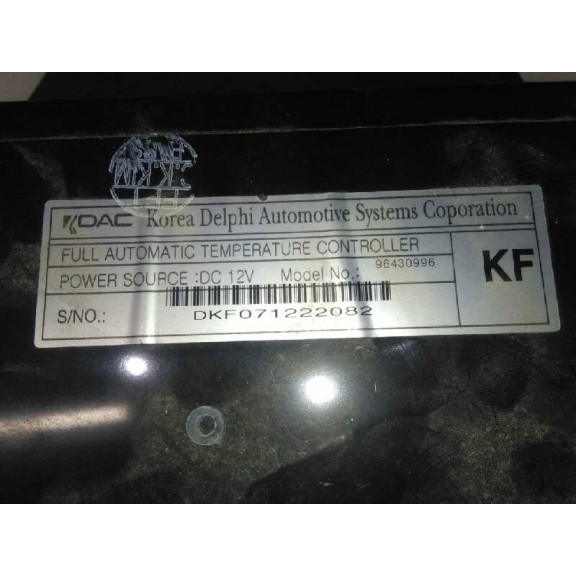 KDAC Korea Delphi Automotive Systems Coporation
FULL AUTOMATIC TEMPERATURE CONTROLLER
POWER SOURCE :DC 12V Model No.: 96430996
KF
S/NO.: DKF071222082